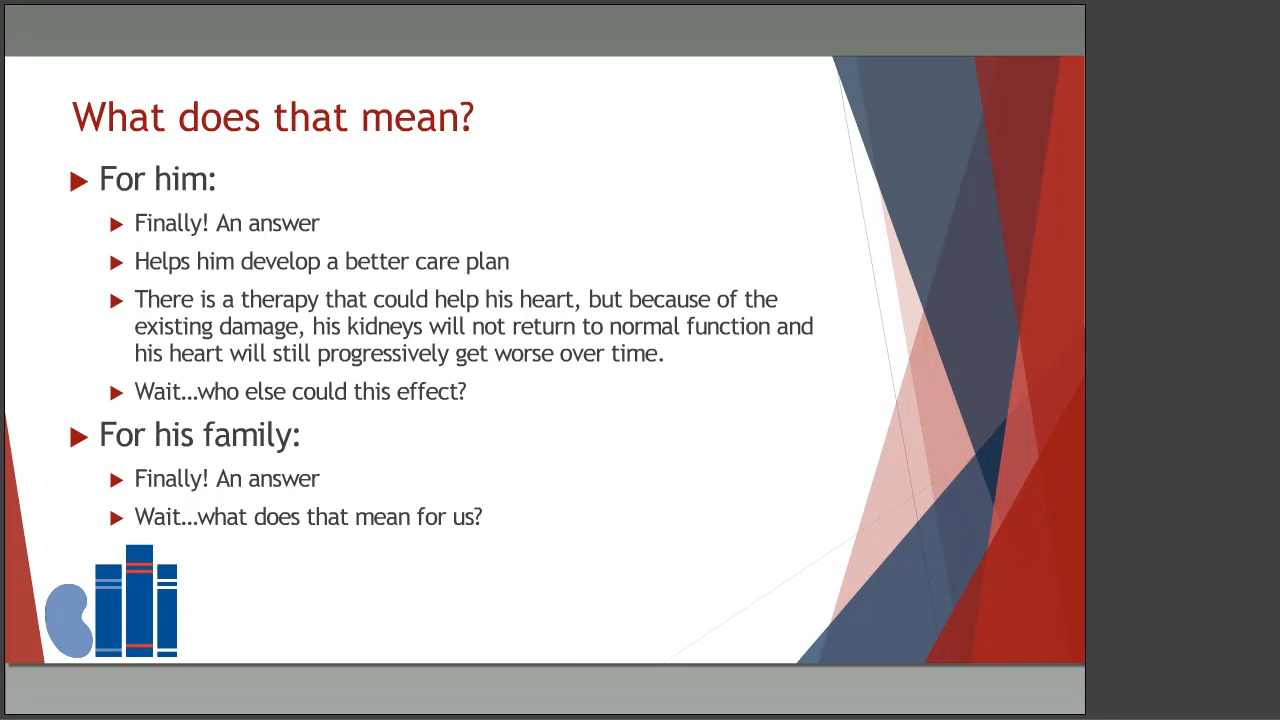 What does that mean?
For him:
Finally! An answer
Helps him develop a better care plan
There is a therapy that could help his heart, but because of the
existing damage, his kidneys will not return to normal function and
his heart will still progressively get worse over time.
Wait…who else could this effect?
For his family:
Finally! An answer
Wait…what does that mean for us?